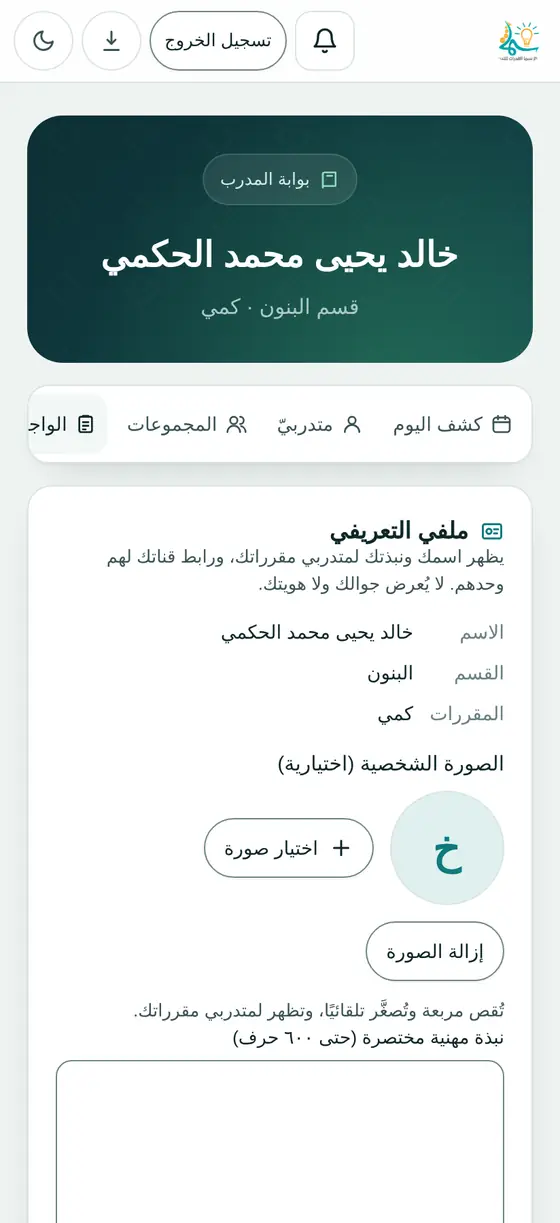 تسجيل الخروج
بوابة المدرب
خالد يحيى محمد الحكمي
قسم البنون · كمي
كشف اليوم
متدربيّ
المجموعات
الواج
ملفي التعريفي
يظهر اسمك ونبذتك لمتدربي مقرراتك، ورابط قناتك لهم
وحدهم. لا يُعرض جوالك ولا هويتك.
الاسم خالد يحيى محمد الحكمي
القسم البنون
المقررات كمي
الصورة الشخصية (اختيارية)
خ
اختيار صورة
إزالة الصورة
تُقص مربعة وتُصغَّر تلقائيًا، وتظهر لمتدربي مقرراتك.
نبذة مهنية مختصرة (حتى ٦٠٠ حرف)